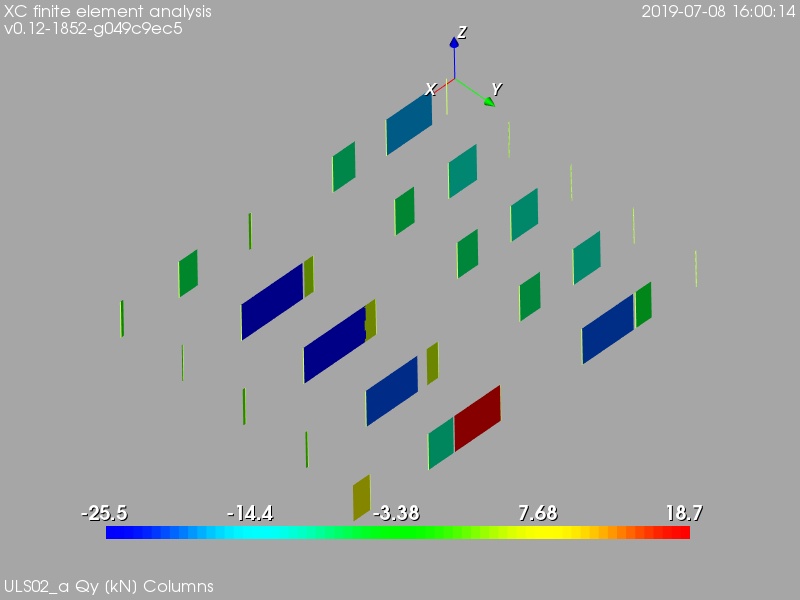 XC finite element analysis
v0.12-1852-g049c9ec5
2019-07-08 16:00:14
Z
X
Y
-25.5 -14.4 -3.38 7.68 18.7
ULS02_a Qy (kN) Columns